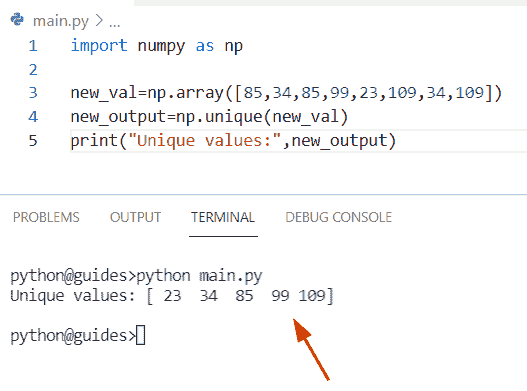 main.py > ...
1 import numpy as np
2
3 new_val=np.array([85,34,85,99,23,109,34,109])
4 new_output=np.unique(new_val)
5 print("Unique values:",new_output)
PROBLEMS OUTPUT TERMINAL DEBUG CONSOLE
python@guides>python main.py
Unique values: [ 23  34  85  99 109]
python@guides>